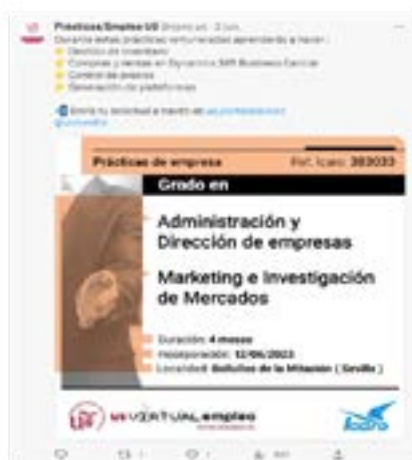 Prácticas/Empleo US
Durante estas prácticas remuneradas aprenderás a hacer:
Gestión de inventario
Compras y ventas en Dynamics 365 Business Central
Control de precios
Generación de plataformas
Envía tu solicitud a través de
Prácticas de empresa
Ref. Ícaro: 383033
Grado en
Administración y
Dirección de empresas
Marketing e Investigación
de Mercados
Duración: 4 meses
Incorporación: 12/06/2023
Localidad: Bollullos de la Mitación ( Sevilla )
US VIRTUAL empleo